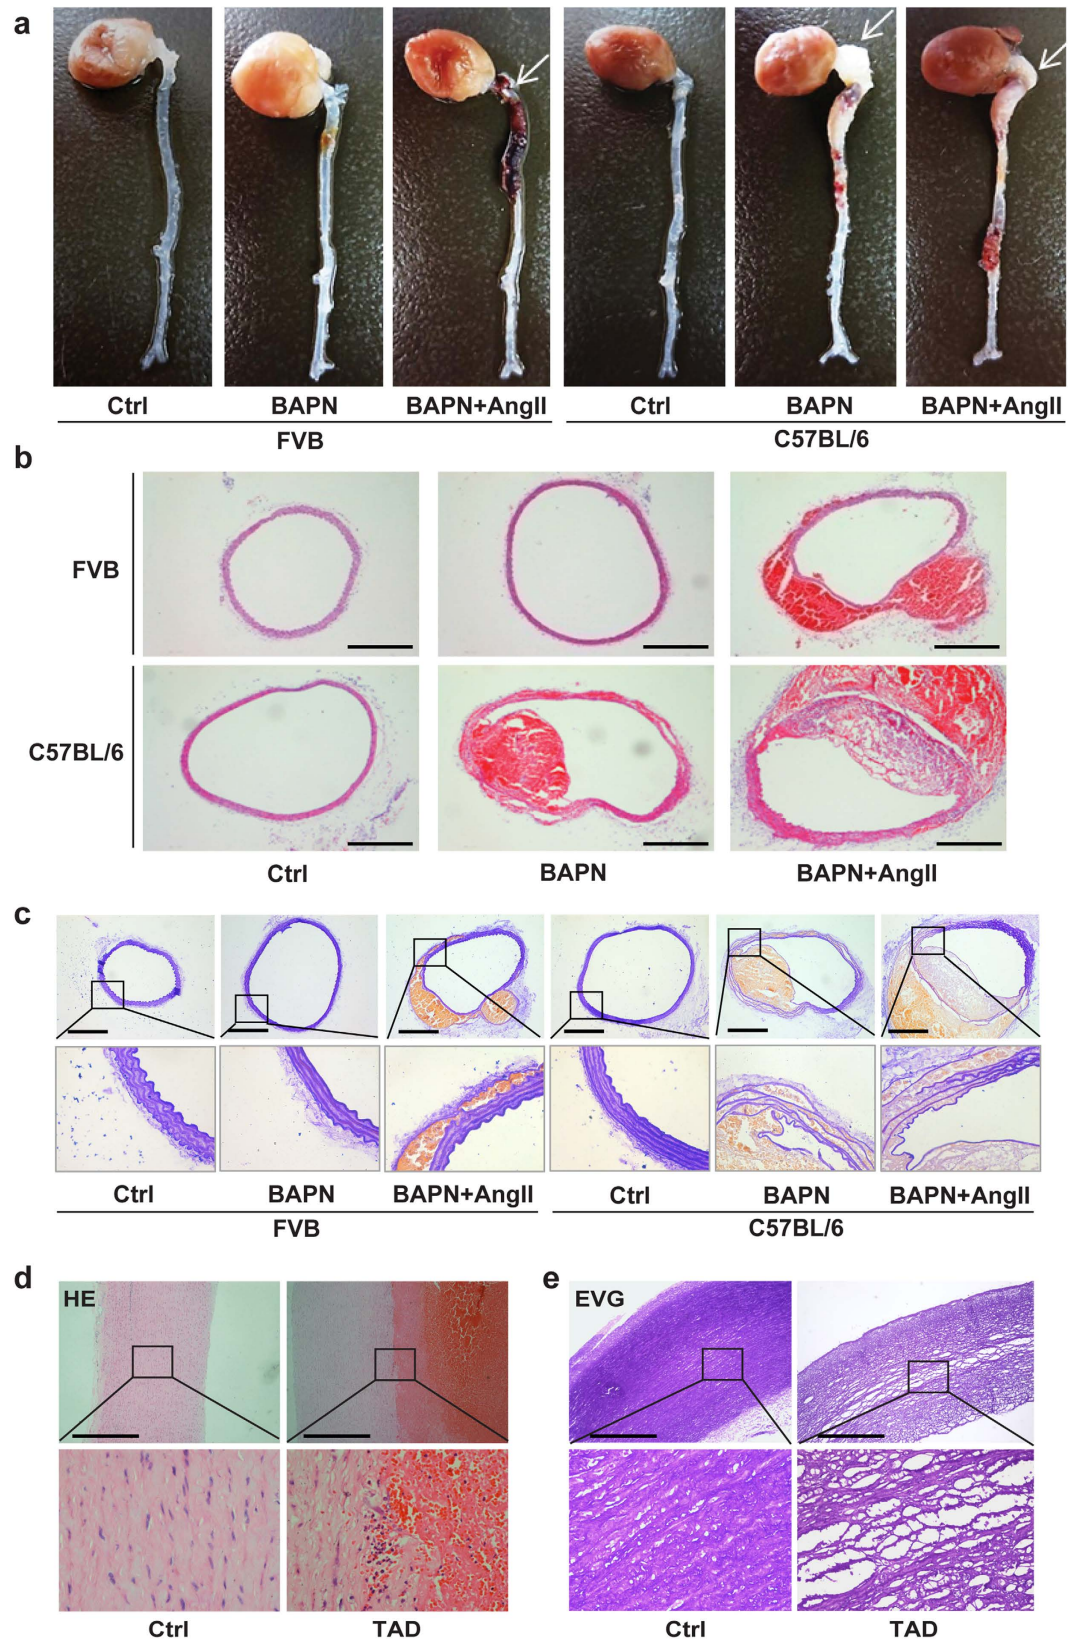 a
Ctrl BAPN BAPN+AngII Ctrl BAPN BAPN+AngII
FVB C57BL/6
b
FVB
C57BL/6
Ctrl BAPN BAPN+AngII
c
Ctrl BAPN BAPN+AngII Ctrl BAPN BAPN+AngII
FVB C57BL/6
d e
HE EVG
Ctrl TAD Ctrl TAD